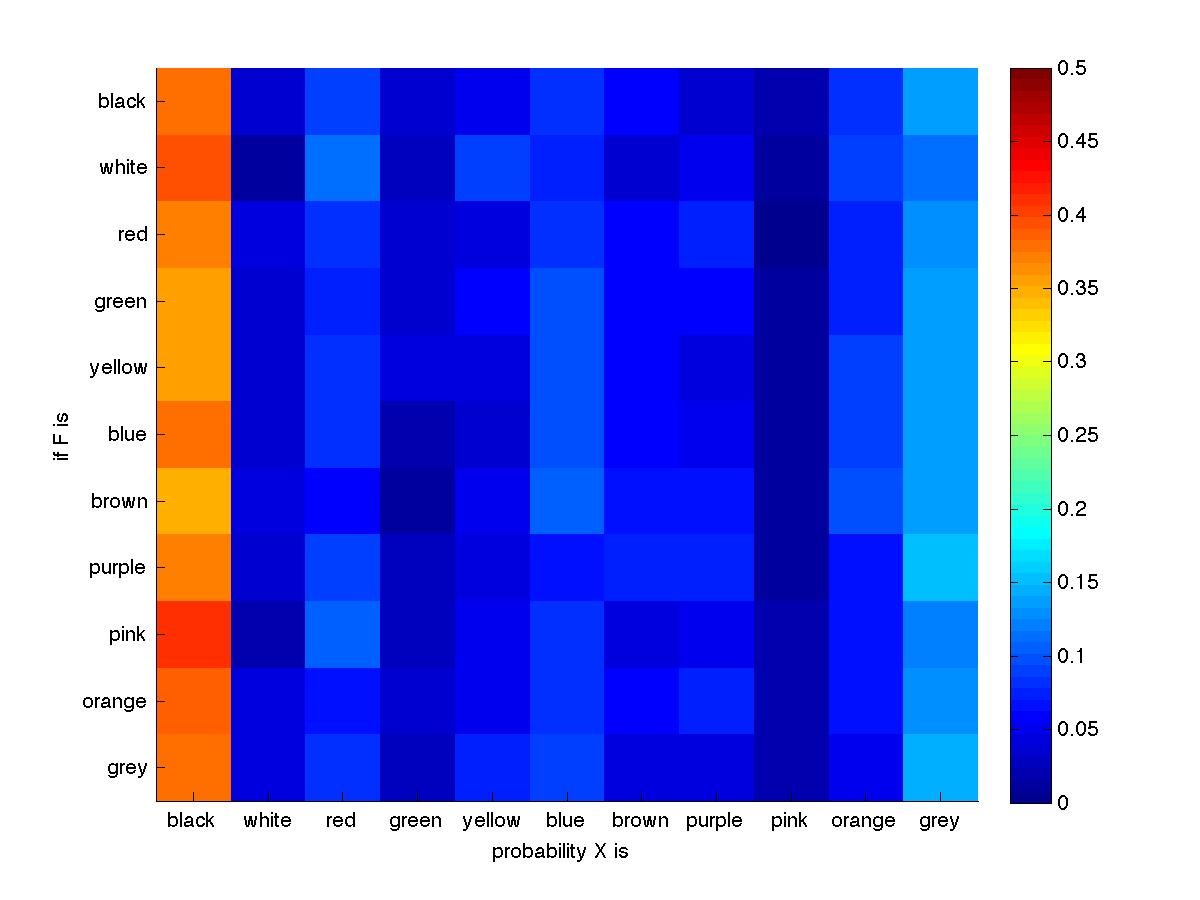 black
white
red
green
yellow
blue
brown
purple
pink
orange
grey
if F is
black white red green yellow blue brown purple pink orange grey
probability X is
0.5
0.45
0.4
0.35
0.3
0.25
0.2
0.15
0.1
0.05
0